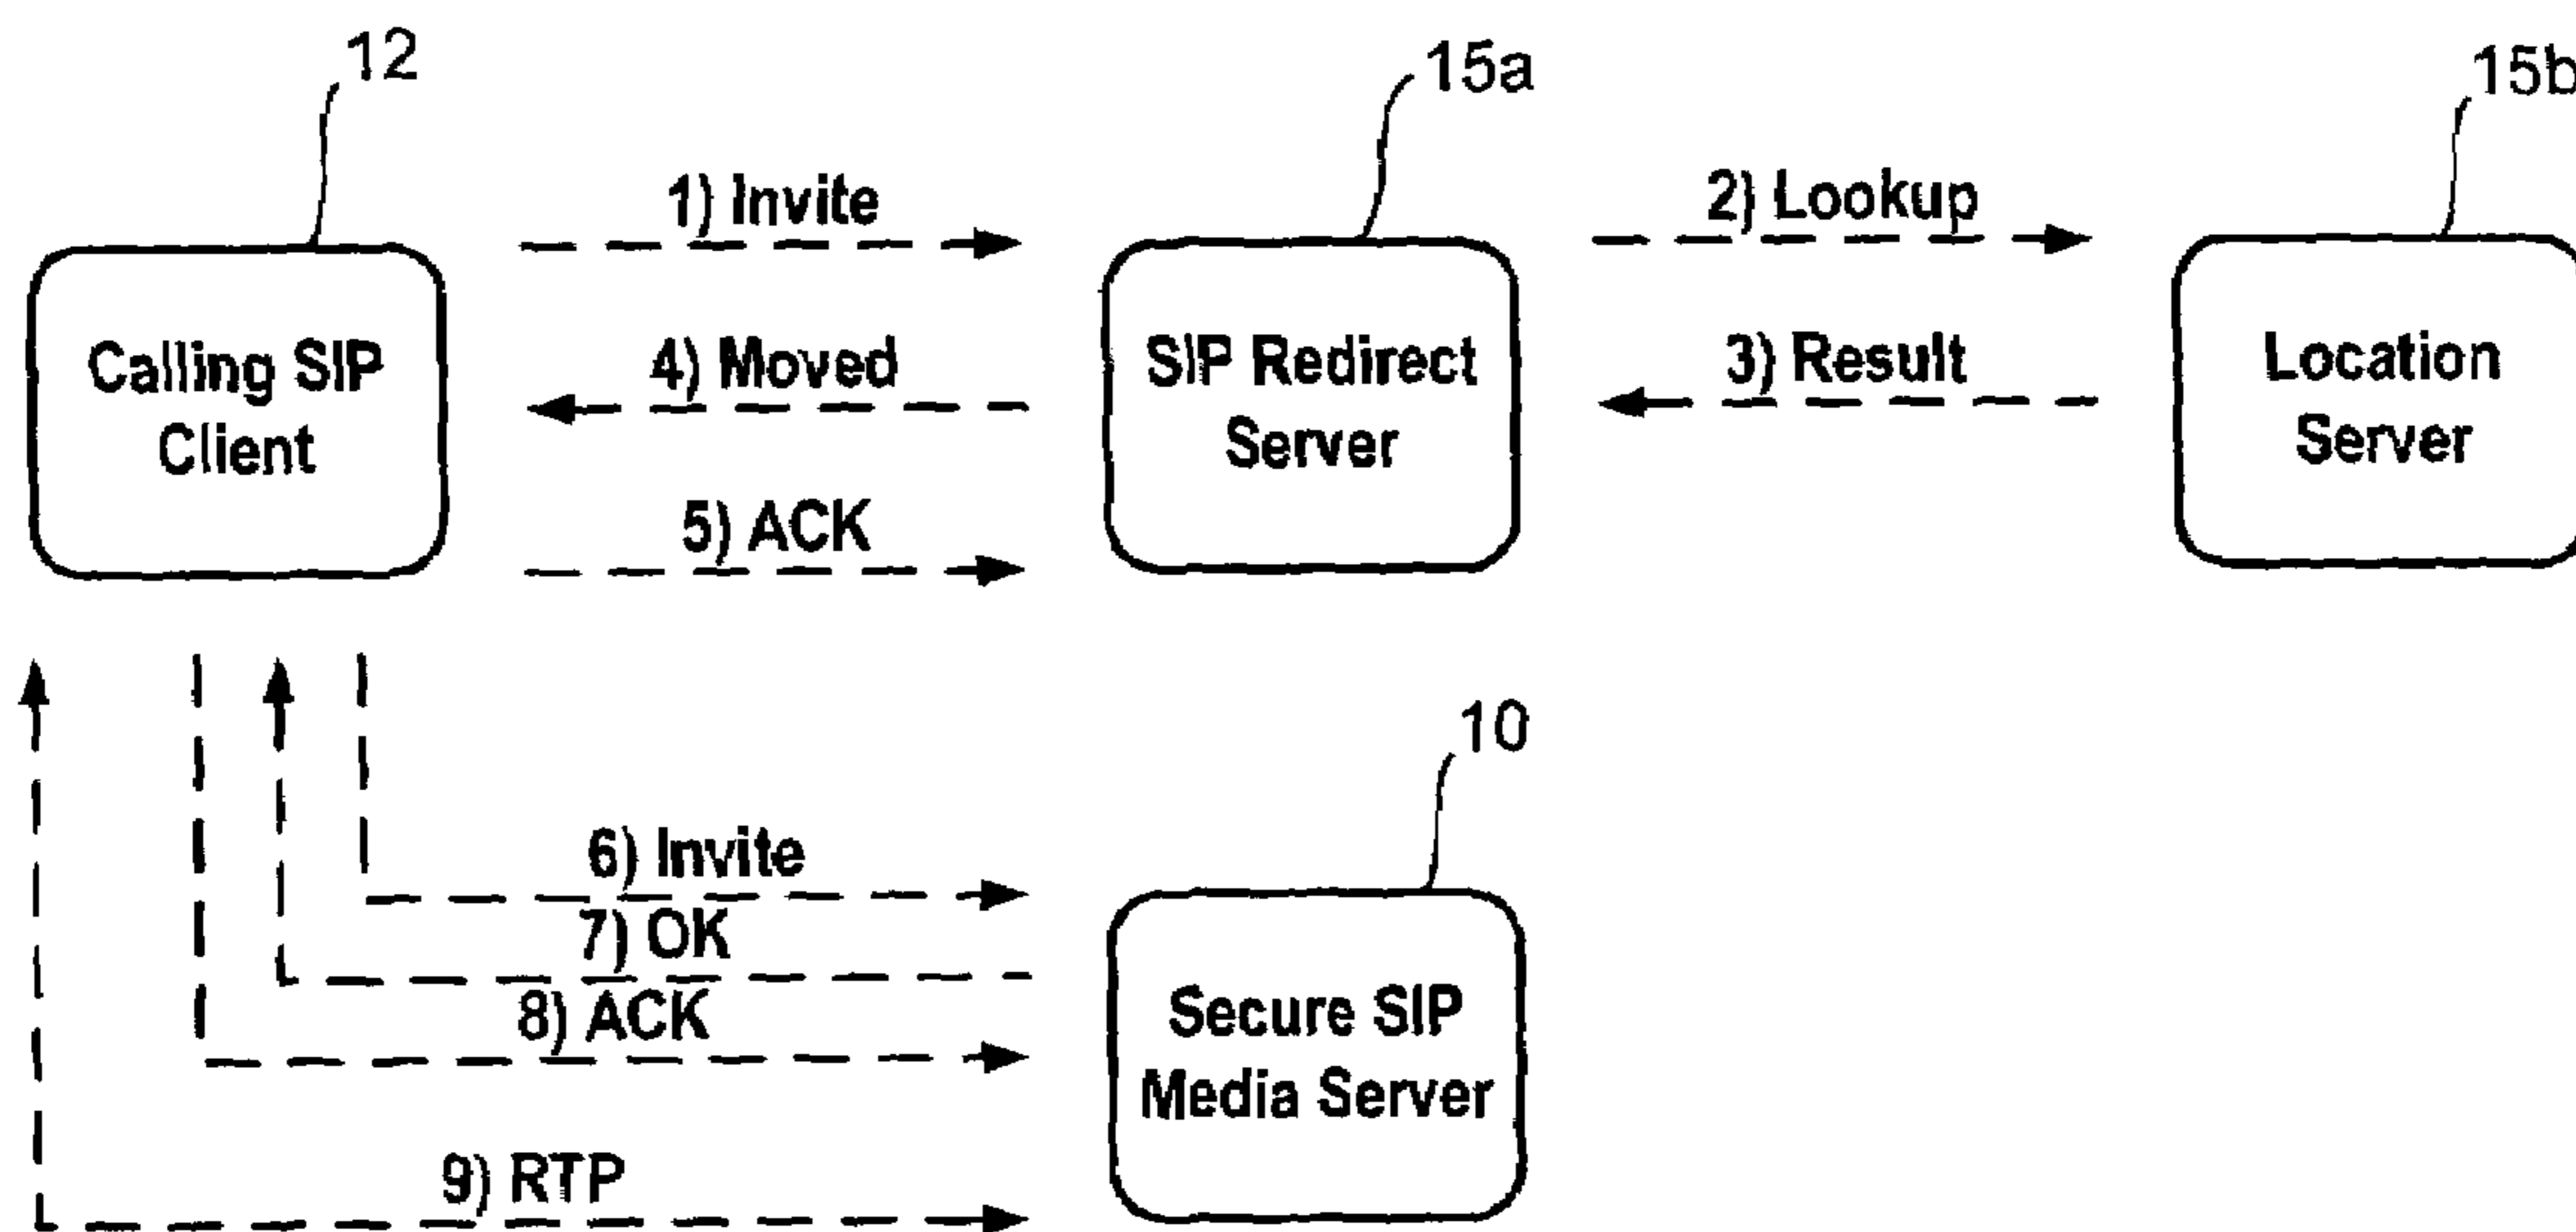 12
15a
15b
1) Invite
2) Lookup
Calling SIP
Client
4) Moved
SIP Redirect
Server
3) Result
Location
Server
5) ACK
10
6) Invite
7) OK
8) ACK
Secure SIP
Media Server
9) RTP